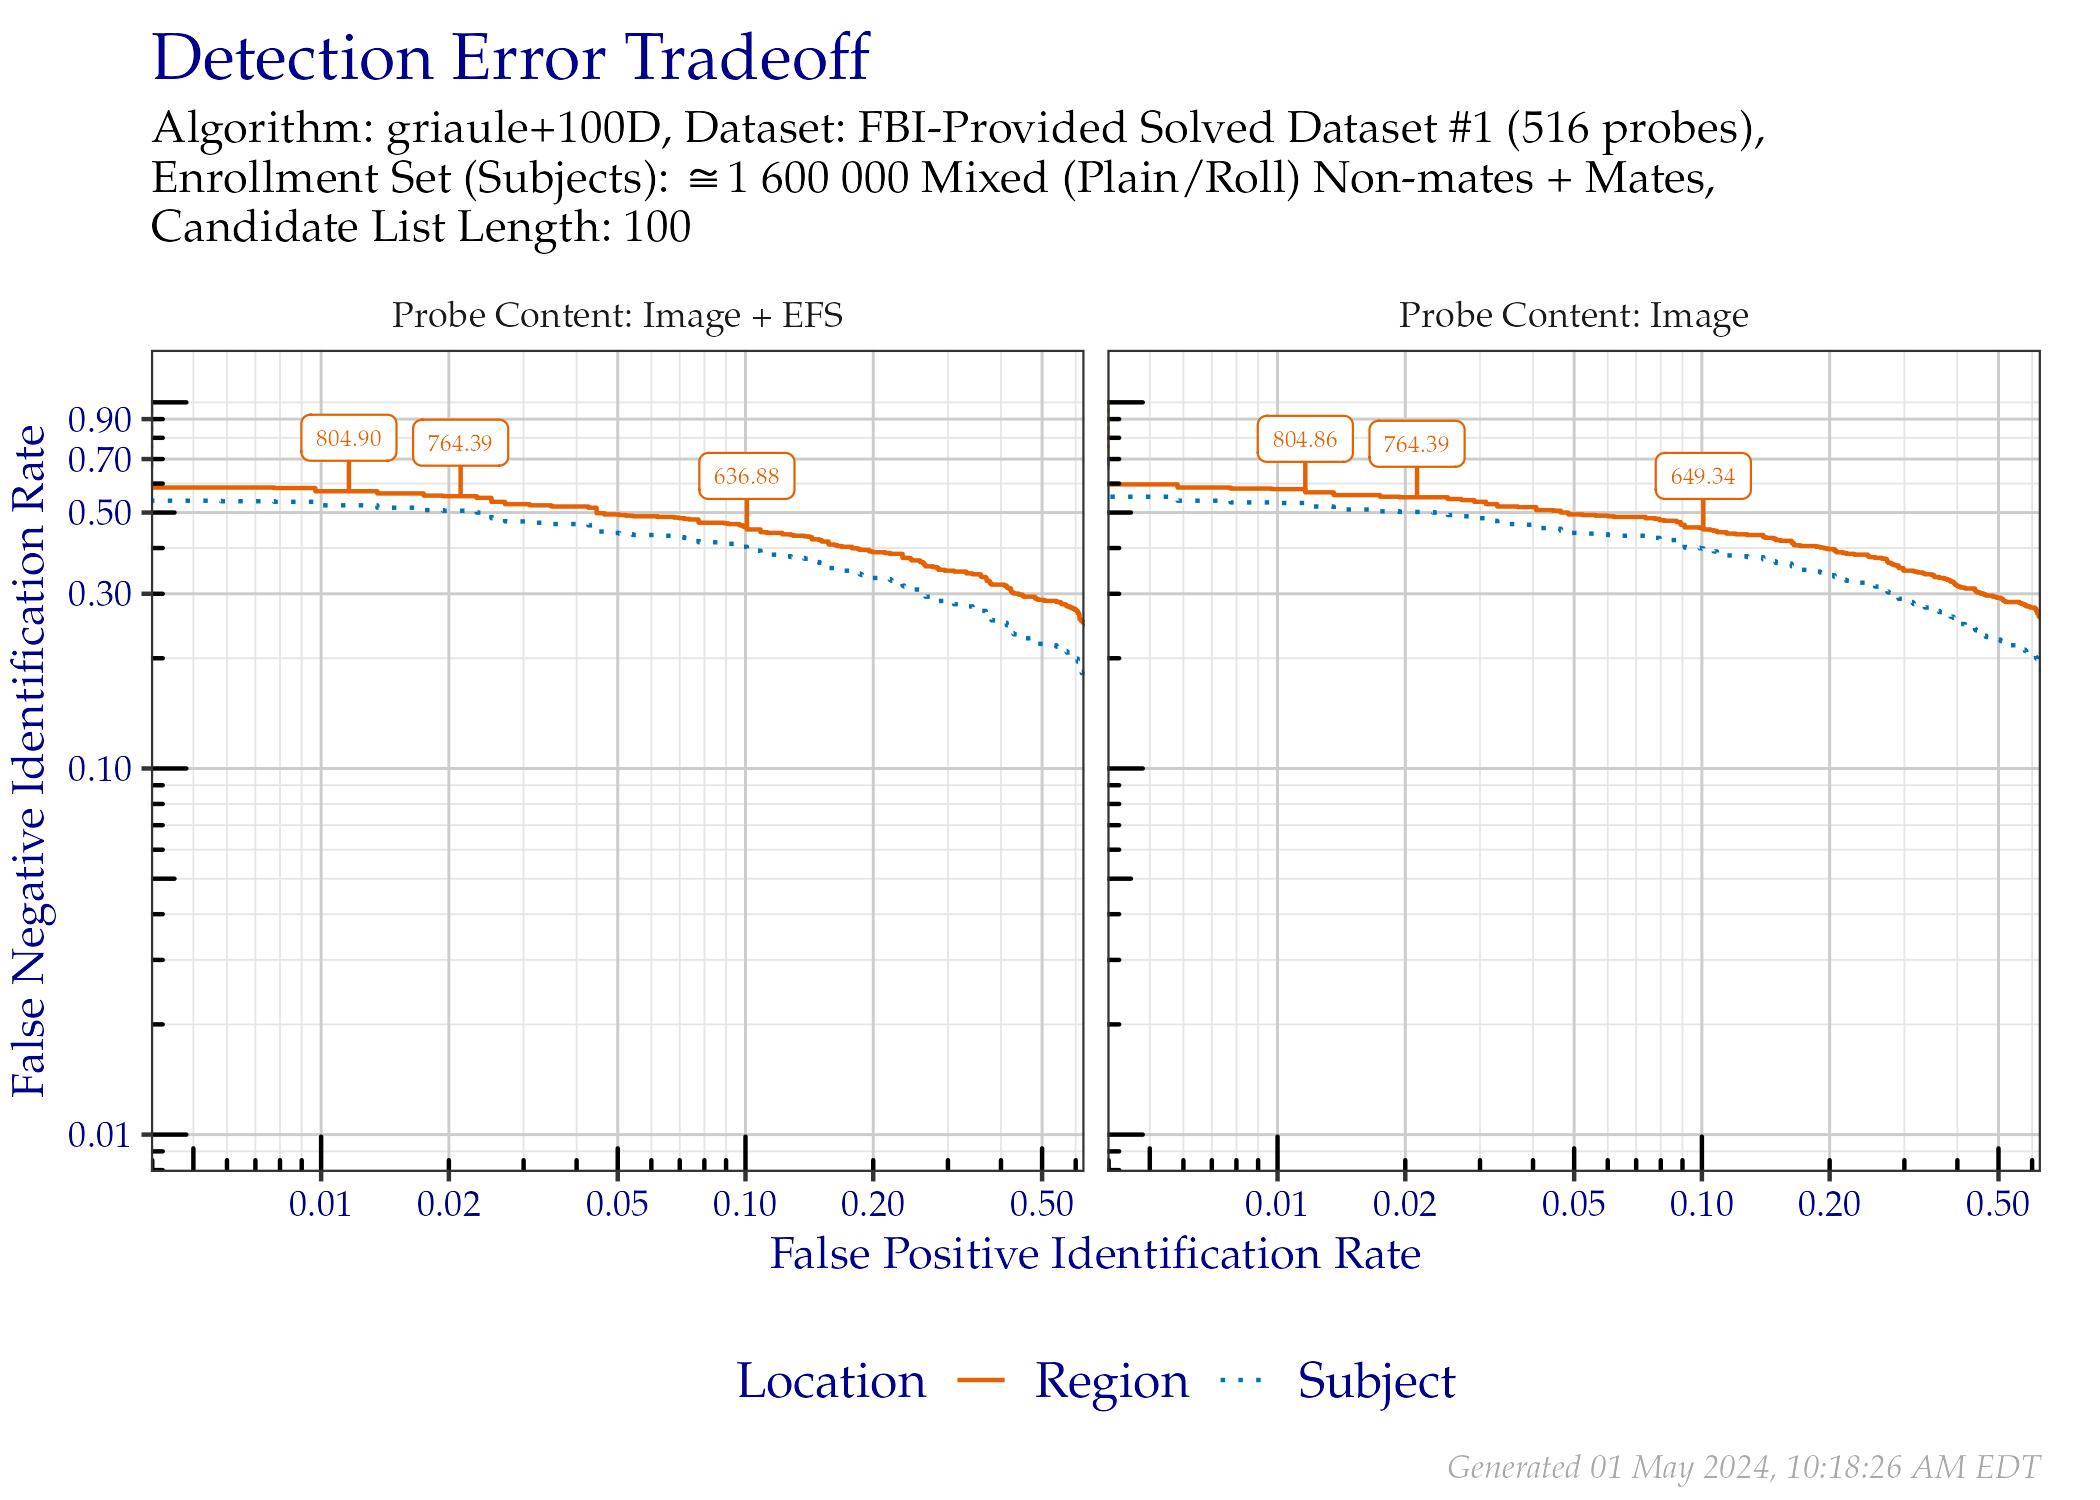 Detection Error Tradeoff
Algorithm: griaule+100D, Dataset: FBI-Provided Solved Dataset #1 (516 probes),
Enrollment Set (Subjects): ≅1 600 000 Mixed (Plain/Roll) Non-mates + Mates,
Candidate List Length: 100
Probe Content: Image + EFS
Probe Content: Image
False Negative Identification Rate
0.90
0.70
0.50
0.30
0.10
0.01
804.90
764.39
636.88
804.86
764.39
649.34
0.01 0.02 0.05 0.10 0.20 0.50
0.01 0.02 0.05 0.10 0.20 0.50
False Positive Identification Rate
Location Region Subject
Generated 01 May 2024, 10:18:26 AM EDT